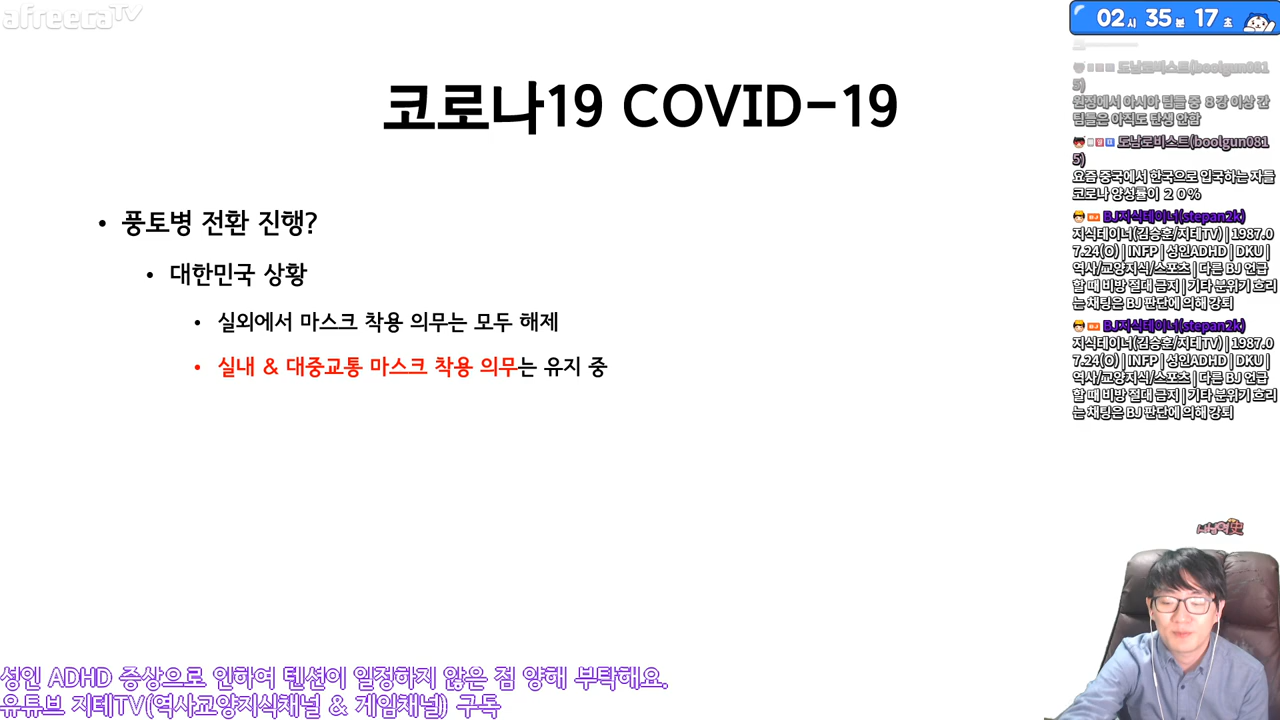 afreecaTV
02시 35분 17초
코로나19 COVID-19
• 풍토병 전환 진행?
• 대한민국 상황
• 실외에서 마스크 착용 의무는 모두 해제
• 실내 & 대중교통 마스크 착용 의무는 유지 중
도남로비스트(boolgun081
5)
원정에서 아시아 팀들 중 8강 이상 간
팀들은 아직도 탄생 안함
도남로비스트(boolgun081
5)
요즘 중국에서 한국으로 입국하는 자들
코로나 양성률이 20%
BJ지식테이너(stepan2k)
지식테이너(김승훈/지테TV) | 1987.0
7.24(O) | INFP | 성인ADHD | DKU |
역사/교양지식/스포츠 | 다른 BJ 언급
할 때 비방 절대 금지 | 기타 분위기 흐리
는 채팅은 BJ 판단에 의해 강퇴
BJ지식테이너(stepan2k)
지식테이너(김승훈/지테TV) | 1987.0
7.24(O) | INFP | 성인ADHD | DKU |
역사/교양지식/스포츠 | 다른 BJ 언급
할 때 비방 절대 금지 | 기타 분위기 흐리
는 채팅은 BJ 판단에 의해 강퇴
성인 ADHD 증상으로 인하여 텐션이 일정하지 않은 점 양해 부탁해요.
유튜브 지테TV(역사교양지식채널 & 게임채널) 구독